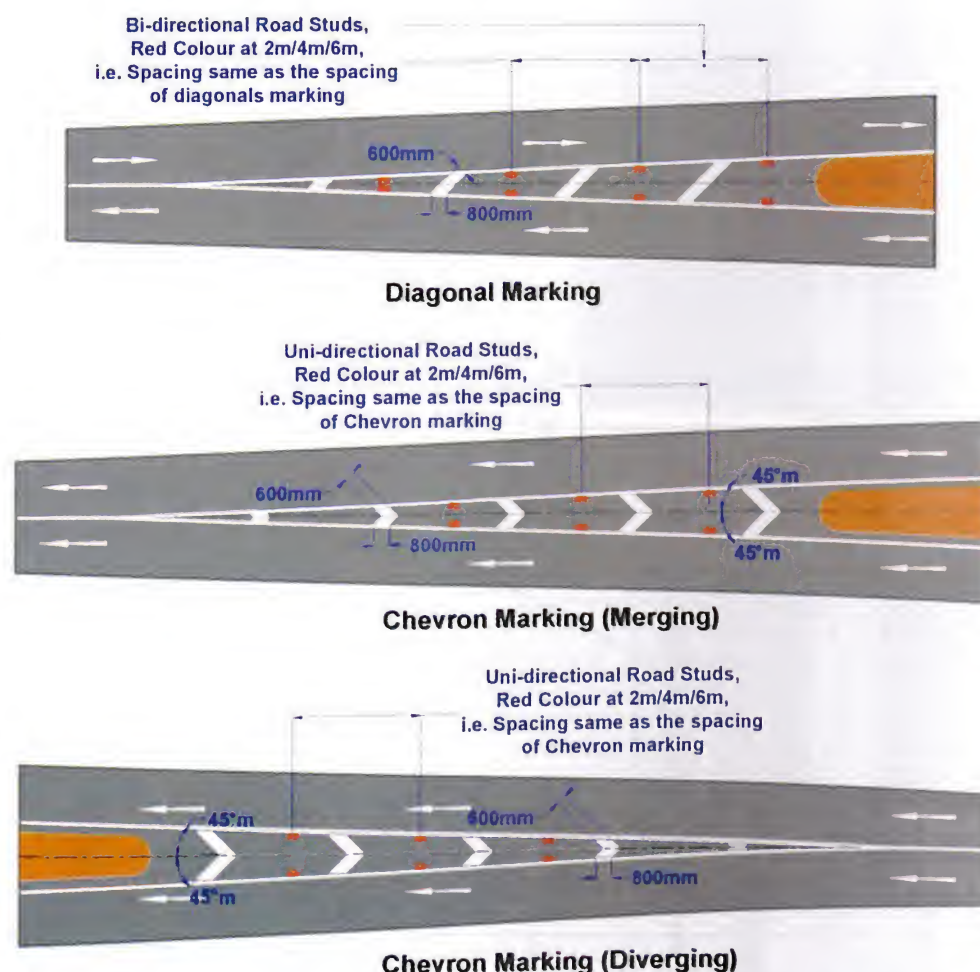 Bi-directional Road Studs,
Red Colour at 2m/4m/6m,
i.e. Spacing same as the spacing
of diagonals marking
600mm
800mm
Diagonal Marking
Uni-directional Road Studs,
Red Colour at 2m/4m/6m,
i.e. Spacing same as the spacing
of Chevron marking
600mm
800mm
45°m
45°m
Chevron Marking (Merging)
Uni-directional Road Studs,
Red Colour at 2m/4m/6m,
i.e. Spacing same as the spacing
of Chevron marking
600mm
45°m
45°m
800mm
Chevron Marking (Diverging)